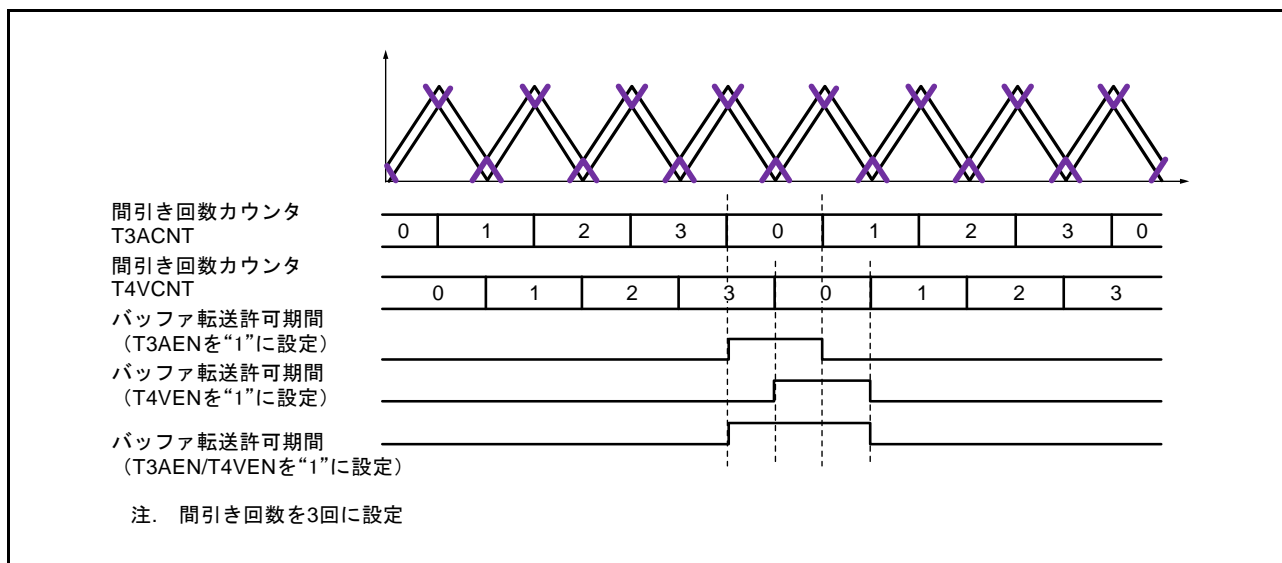 間引き回数カウンタ
T3ACNT
0 1 2 3 0 1 2 3 0
間引き回数カウンタ
T4VCNT
0 1 2 3 0 1 2 3
バッファ転送許可期間
（T3AENを“1”に設定）
バッファ転送許可期間
（T4VENを“1”に設定）
バッファ転送許可期間
（T3AEN/T4VENを“1”に設定）
注. 間引き回数を3回に設定